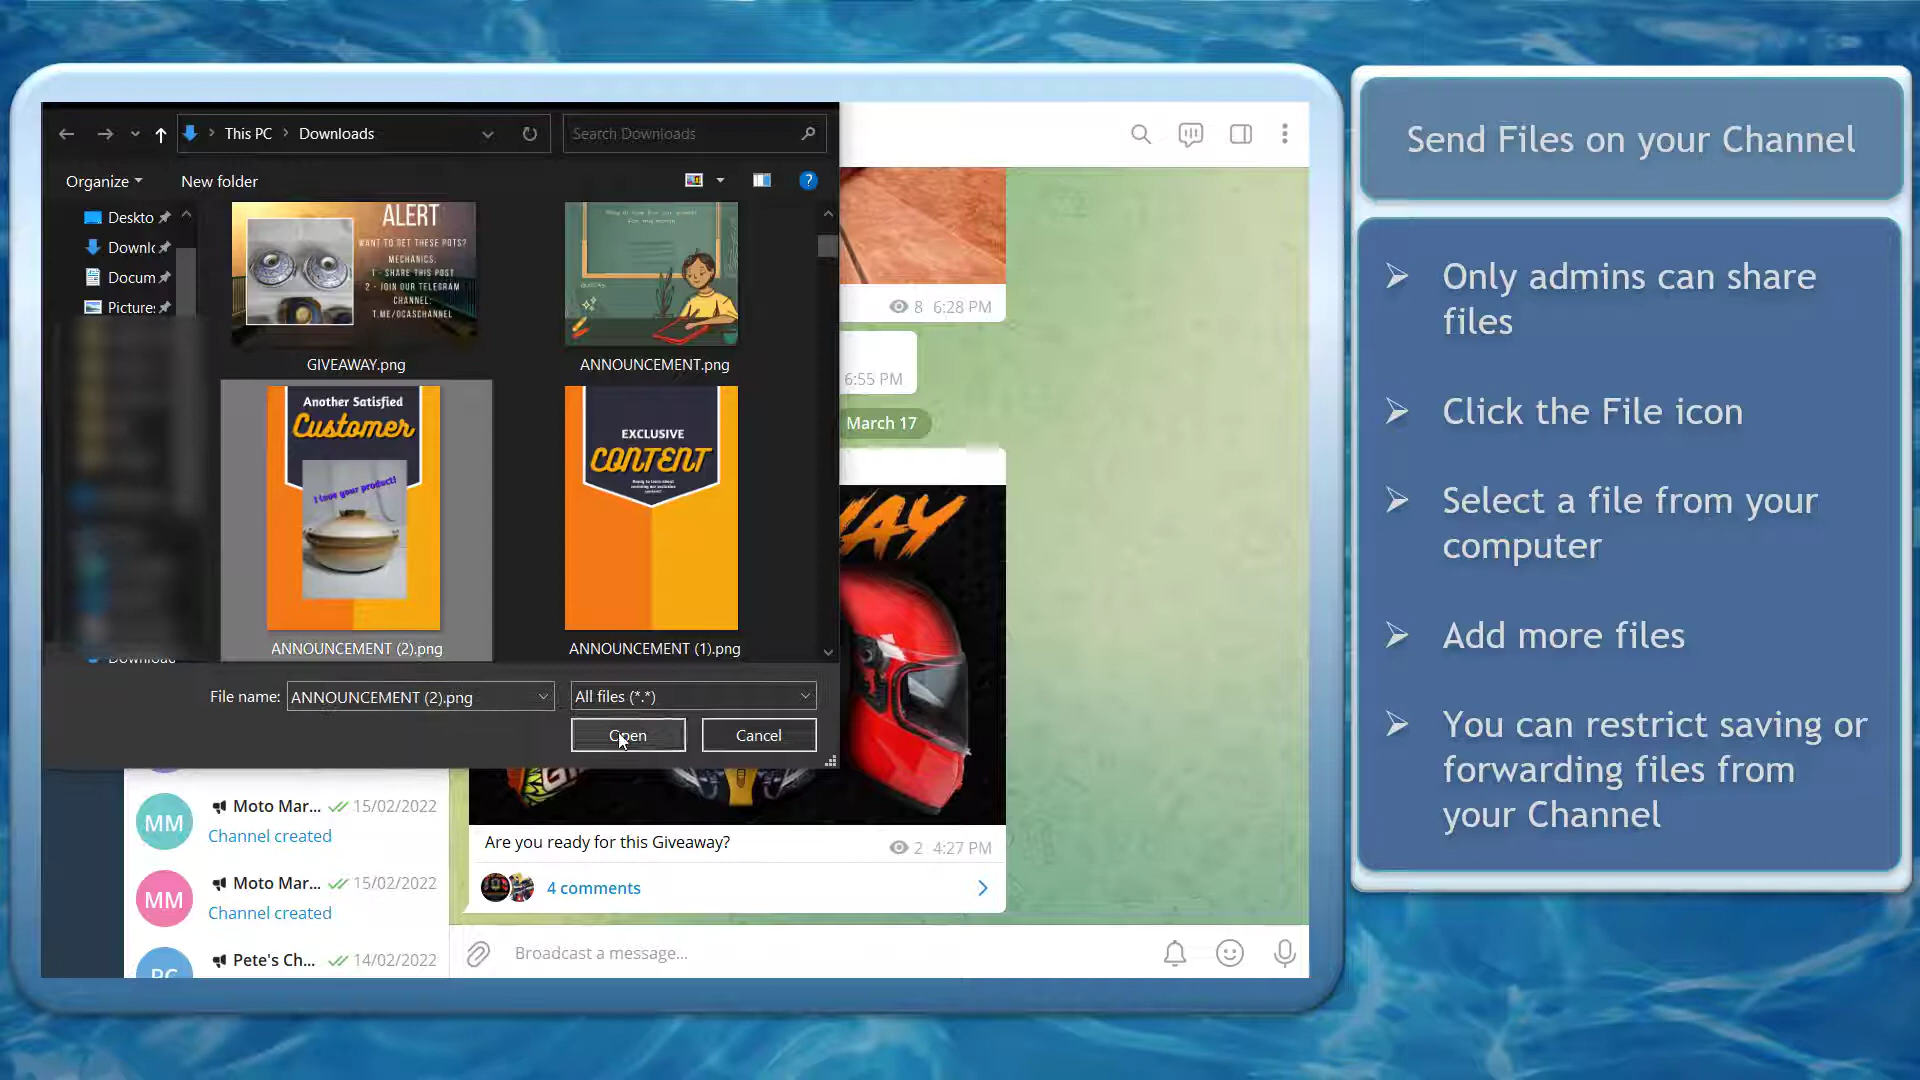 This PC
Downloads
Search Downloads
Organize
New folder
?
Deskto
Downlc
Docum
Picture:
ALERT
WANT TO GET THESE POTS?
MECHANICS:
1 - SHARE THIS POST
2 - JOIN OUR TELEGRAM
CHANNEL:
T.ME/OCASCHANNEL
GIVEAWAY.png
ANNOUNCEMENT.png
Another Satisfied
Customer
I love your product!
ANNOUNCEMENT (2).png
EXCLUSIVE
CONTENT
ANNOUNCEMENT (1).png
File name:
ANNOUNCEMENT (2).png
All files (*.*)
Open
Cancel
8 6:28 PM
6:55 PM
March 17
WAY
Are you ready for this Giveaway?
2 4:27 PM
4 comments
MM
Moto Mar...
15/02/2022
Channel created
MM
Moto Mar...
15/02/2022
Channel created
PC
Pete's Ch...
14/02/2022
Broadcast a message...
Send Files on your Channel
Only admins can share
files
Click the File icon
Select a file from your
computer
Add more files
You can restrict saving or
forwarding files from
your Channel